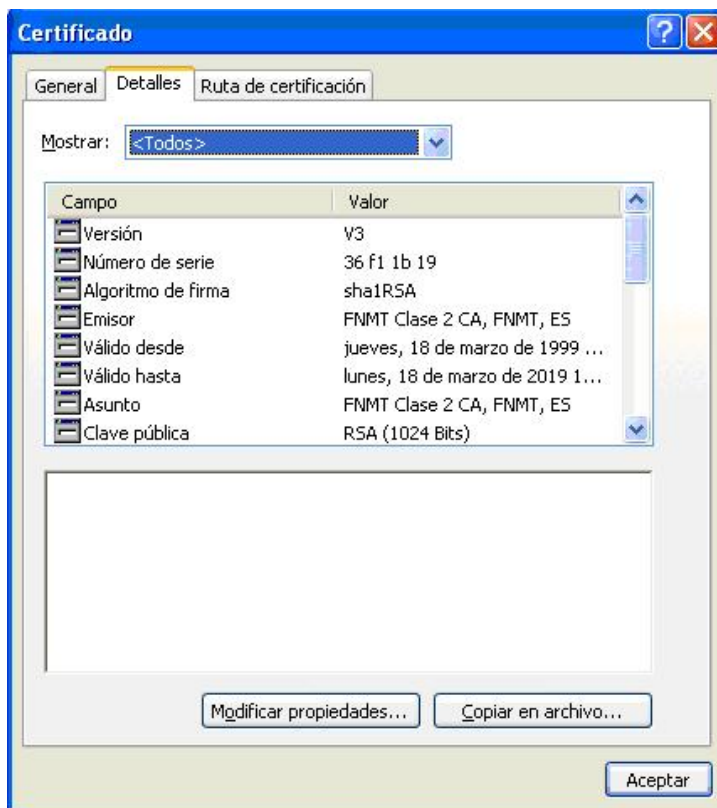 Certificado
General Detalles Ruta de certificación
Mostrar: <Todos>
Campo Valor
Versión V3
Número de serie 36 f1 1b 19
Algoritmo de firma sha1RSA
Emisor FNMT Clase 2 CA, FNMT, ES
Válido desde jueves, 18 de marzo de 1999 ...
Válido hasta lunes, 18 de marzo de 2019 1...
Asunto FNMT Clase 2 CA, FNMT, ES
Clave pública RSA (1024 Bits)
Modificar propiedades... Copiar en archivo...
Aceptar